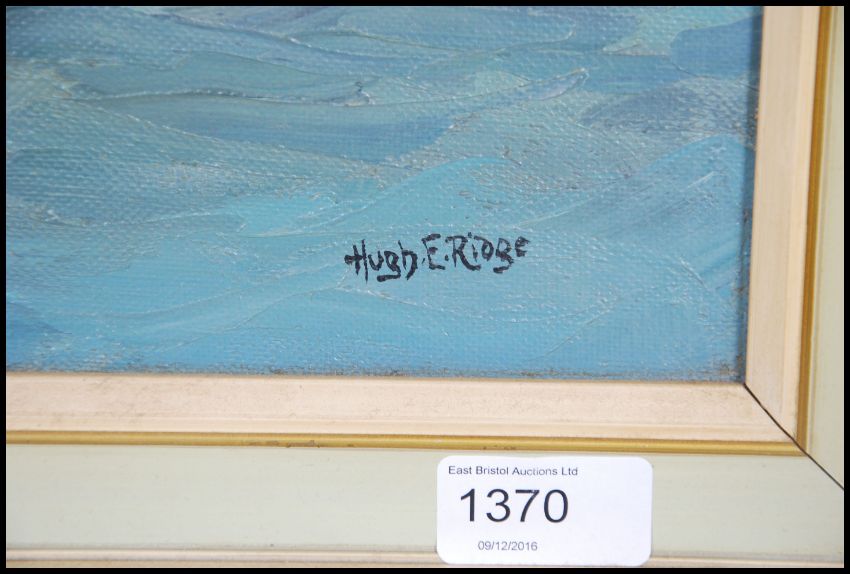 Hugh.E.Ridge
East Bristol Auctions Ltd
1370
09/12/2016